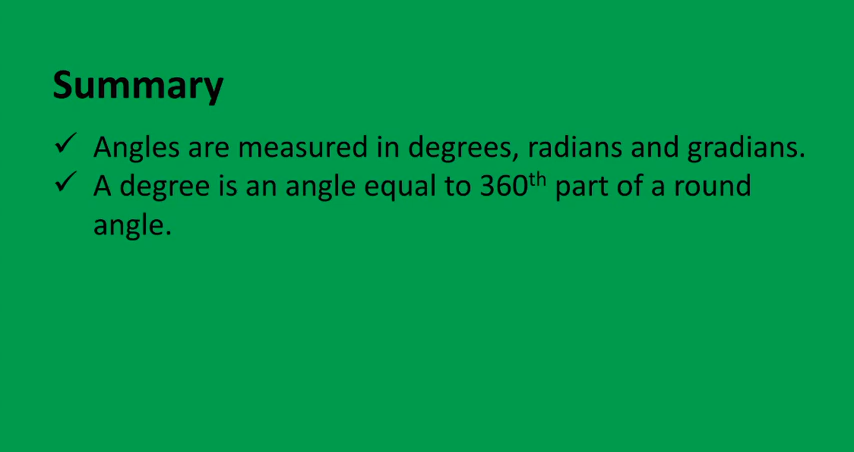 Summary
✓ Angles are measured in degrees, radians and gradians.
✓ A degree is an angle equal to 360th part of a round
angle.